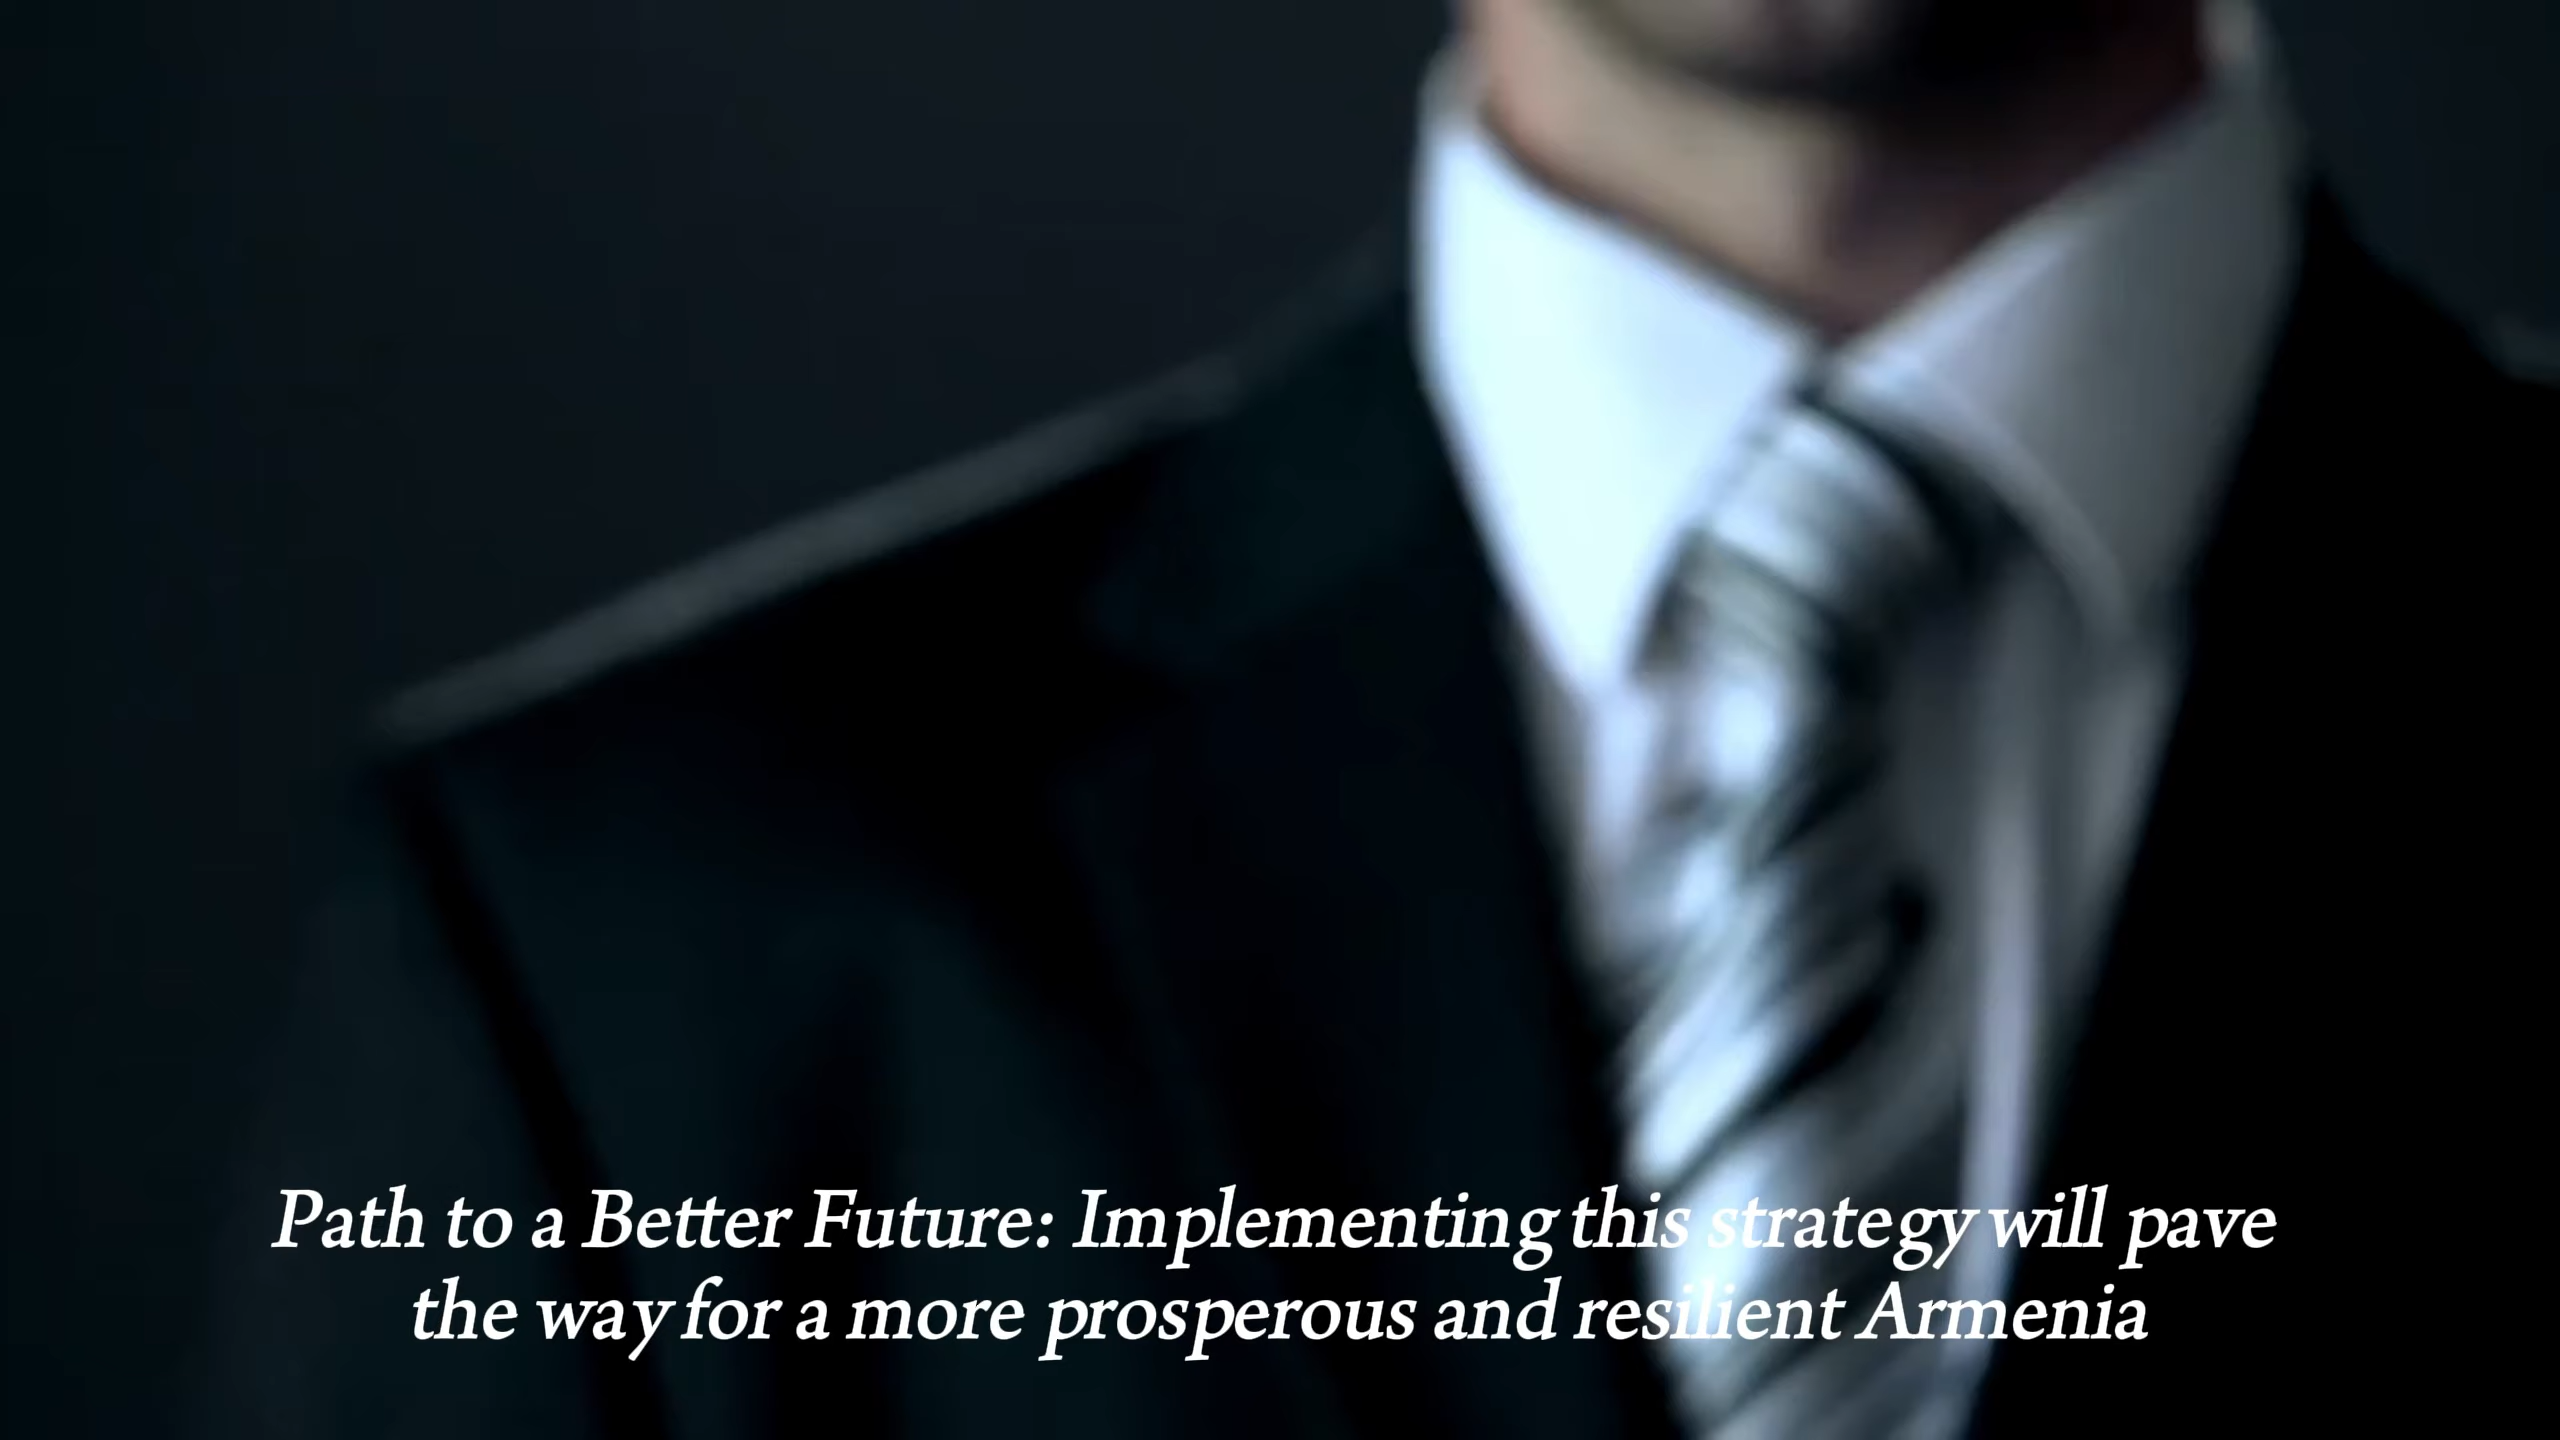 Path to a Better Future: Implementing this strategy will pave
the way for a more prosperous and resilient Armenia